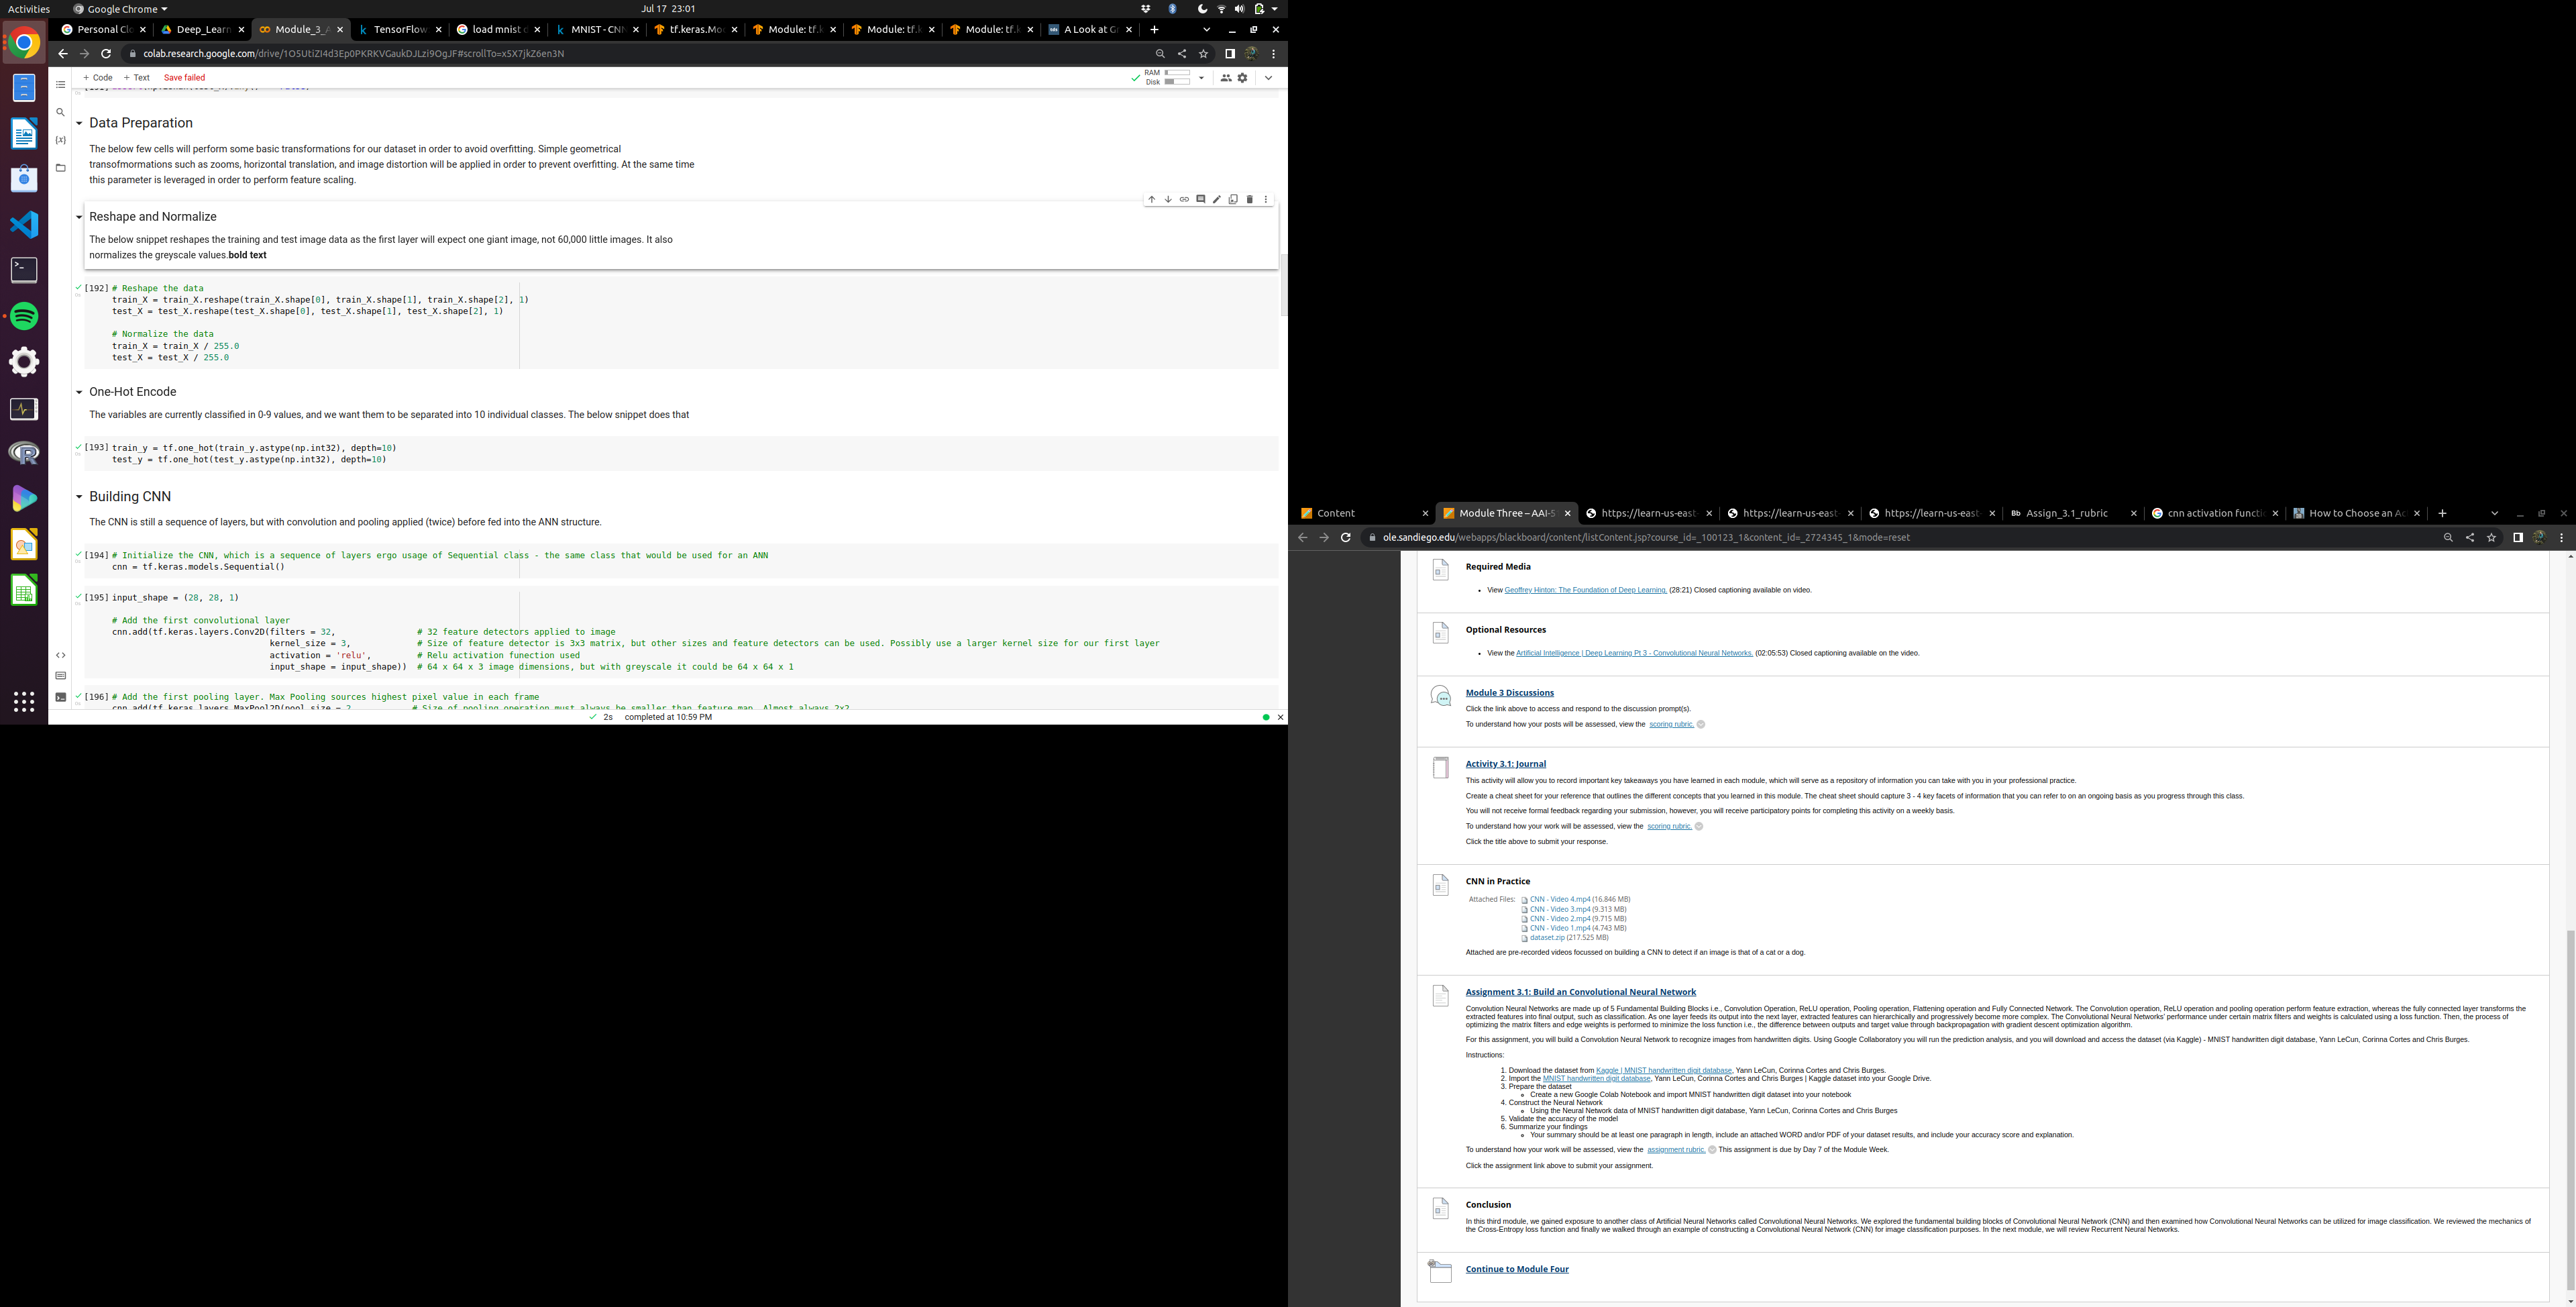 Activities
Google Chrome
Jul 17 23:01
Personal Clo
Deep_Learn
Module_3_A
TensorFlow
load mnist d
MNIST - CNN
tf.keras.Mod
Module: tf.k
Module: tf.k
Module: tf.k
A Look at Gr
colab.research.google.com/drive/1O5UtiZI4d3Ep0PKRKVGaukDJLzi9OgJF#scrollTo=x5X7jkZ6en3N
+ Code + Text Save failed
RAM
Disk
Data Preparation
The below few cells will perform some basic transformations for our dataset in order to avoid overfitting. Simple geometrical
transofmormations such as zooms, horizontal translation, and image distortion will be applied in order to prevent overfitting. At the same time
this parameter is leveraged in order to perform feature scaling.
Reshape and Normalize
The below snippet reshapes the training and test image data as the first layer will expect one giant image, not 60,000 little images. It also
normalizes the greyscale values.bold text
[192] # Reshape the data
train_X = train_X.reshape(train_X.shape[0], train_X.shape[1], train_X.shape[2], 1)
test_X = test_X.reshape(test_X.shape[0], test_X.shape[1], test_X.shape[2], 1)
# Normalize the data
train_X = train_X / 255.0
test_X = test_X / 255.0
One-Hot Encode
The variables are currently classified in 0-9 values, and we want them to be separated into 10 individual classes. The below snippet does that
[193] train_y = tf.one_hot(train_y.astype(np.int32), depth=10)
test_y = tf.one_hot(test_y.astype(np.int32), depth=10)
Building CNN
The CNN is still a sequence of layers, but with convolution and pooling applied (twice) before fed into the ANN structure.
[194] # Initialize the CNN, which is a sequence of layers ergo usage of Sequential class - the same class that would be used for an ANN
cnn = tf.keras.models.Sequential()
[195] input_shape = (28, 28, 1)
# Add the first convolutional layer
cnn.add(tf.keras.layers.Conv2D(filters = 32, # 32 feature detectors applied to image
kernel_size = 3, # Size of feature detector is 3x3 matrix, but other sizes and feature detectors can be used. Possibly use a larger kernel size for our first layer
activation = 'relu', # Relu activation function used
input_shape = input_shape)) # 64 x 64 x 3 image dimensions, but with greyscale it could be 64 x 64 x 1
[196] # Add the first pooling layer. Max Pooling sources highest pixel value in each frame
cnn.add(tf.keras.layers.MaxPool2D(pool_size = 2, # Size of pooling operation must always be smaller than feature map. Almost always 2x2
2s completed at 10:59 PM
Content
Module Three – AAI-5
https://learn-us-east-
https://learn-us-east-
https://learn-us-east-
Bb Assign_3.1_rubric
cnn activation functio
How to Choose an Ac
ole.sandiego.edu/webapps/blackboard/content/listContent.jsp?course_id=_100123_1&content_id=_2724345_1&mode=reset
Required Media
View Geoffrey Hinton: The Foundation of Deep Learning. (28:21) Closed captioning available on video.
Optional Resources
View the Artificial Intelligence | Deep Learning Pt 3 - Convolutional Neural Networks. (02:05:53) Closed captioning available on the video.
Module 3 Discussions
Click the link above to access and respond to the discussion prompt(s).
To understand how your posts will be assessed, view the scoring rubric.
Activity 3.1: Journal
This activity will allow you to record important key takeaways you have learned in each module, which will serve as a repository of information you can take with you in your professional practice.
Create a cheat sheet for your reference that outlines the different concepts that you learned in this module. The cheat sheet should capture 3 - 4 key facets of information that you can refer to on an ongoing basis as you progress through this class.
You will not receive formal feedback regarding your submission, however, you will receive participatory points for completing this activity on a weekly basis.
To understand how your work will be assessed, view the scoring rubric.
Click the title above to submit your response.
CNN in Practice
Attached Files: CNN - Video 4.mp4 (16.846 MB)
CNN - Video 3.mp4 (9.313 MB)
CNN - Video 2.mp4 (9.715 MB)
CNN - Video 1.mp4 (4.743 MB)
dataset.zip (217.525 MB)
Attached are pre-recorded videos focussed on building a CNN to detect if an image is that of a cat or a dog.
Assignment 3.1: Build an Convolutional Neural Network
Convolution Neural Networks are made up of 5 Fundamental Building Blocks i.e., Convolution Operation, ReLU operation, Pooling operation, Flattening operation and Fully Connected Network. The Convolution operation, ReLU operation and pooling operation perform feature extraction, whereas the fully connected layer transforms the
extracted features into final output, such as classification. As one layer feeds its output into the next layer, extracted features can hierarchically and progressively become more complex. The Convolutional Neural Networks' performance under certain matrix filters and weights is calculated using a loss function. Then, the process of
optimizing the matrix filters and edge weights is performed to minimize the loss function i.e., the difference between outputs and target value through backpropagation with gradient descent optimization algorithm.
For this assignment, you will build a Convolution Neural Network to recognize images from handwritten digits. Using Google Collaboratory you will run the prediction analysis, and you will download and access the dataset (via Kaggle) - MNIST handwritten digit database, Yann LeCun, Corinna Cortes and Chris Burges.
Instructions:
1. Download the dataset from Kaggle | MNIST handwritten digit database, Yann LeCun, Corinna Cortes and Chris Burges.
2. Import the MNIST handwritten digit database, Yann LeCun, Corinna Cortes and Chris Burges | Kaggle dataset into your Google Drive.
3. Prepare the dataset
Create a new Google Colab Notebook and import MNIST handwritten digit dataset into your notebook
4. Construct the Neural Network
Using the Neural Network data of MNIST handwritten digit database, Yann LeCun, Corinna Cortes and Chris Burges
5. Validate the accuracy of the model
6. Summarize your findings
Your summary should be at least one paragraph in length, include an attached WORD and/or PDF of your dataset results, and include your accuracy score and explanation.
To understand how your work will be assessed, view the assignment rubric. This assignment is due by Day 7 of the Module Week.
Click the assignment link above to submit your assignment.
Conclusion
In this third module, we gained exposure to another class of Artificial Neural Networks called Convolutional Neural Networks. We explored the fundamental building blocks of Convolutional Neural Network (CNN) and then examined how Convolutional Neural Networks can be utilized for image classification. We reviewed the mechanics of
the Cross-Entropy loss function and finally we walked through an example of constructing a Convolutional Neural Network (CNN) for image classification purposes. In the next module, we will review Recurrent Neural Networks.
Continue to Module Four